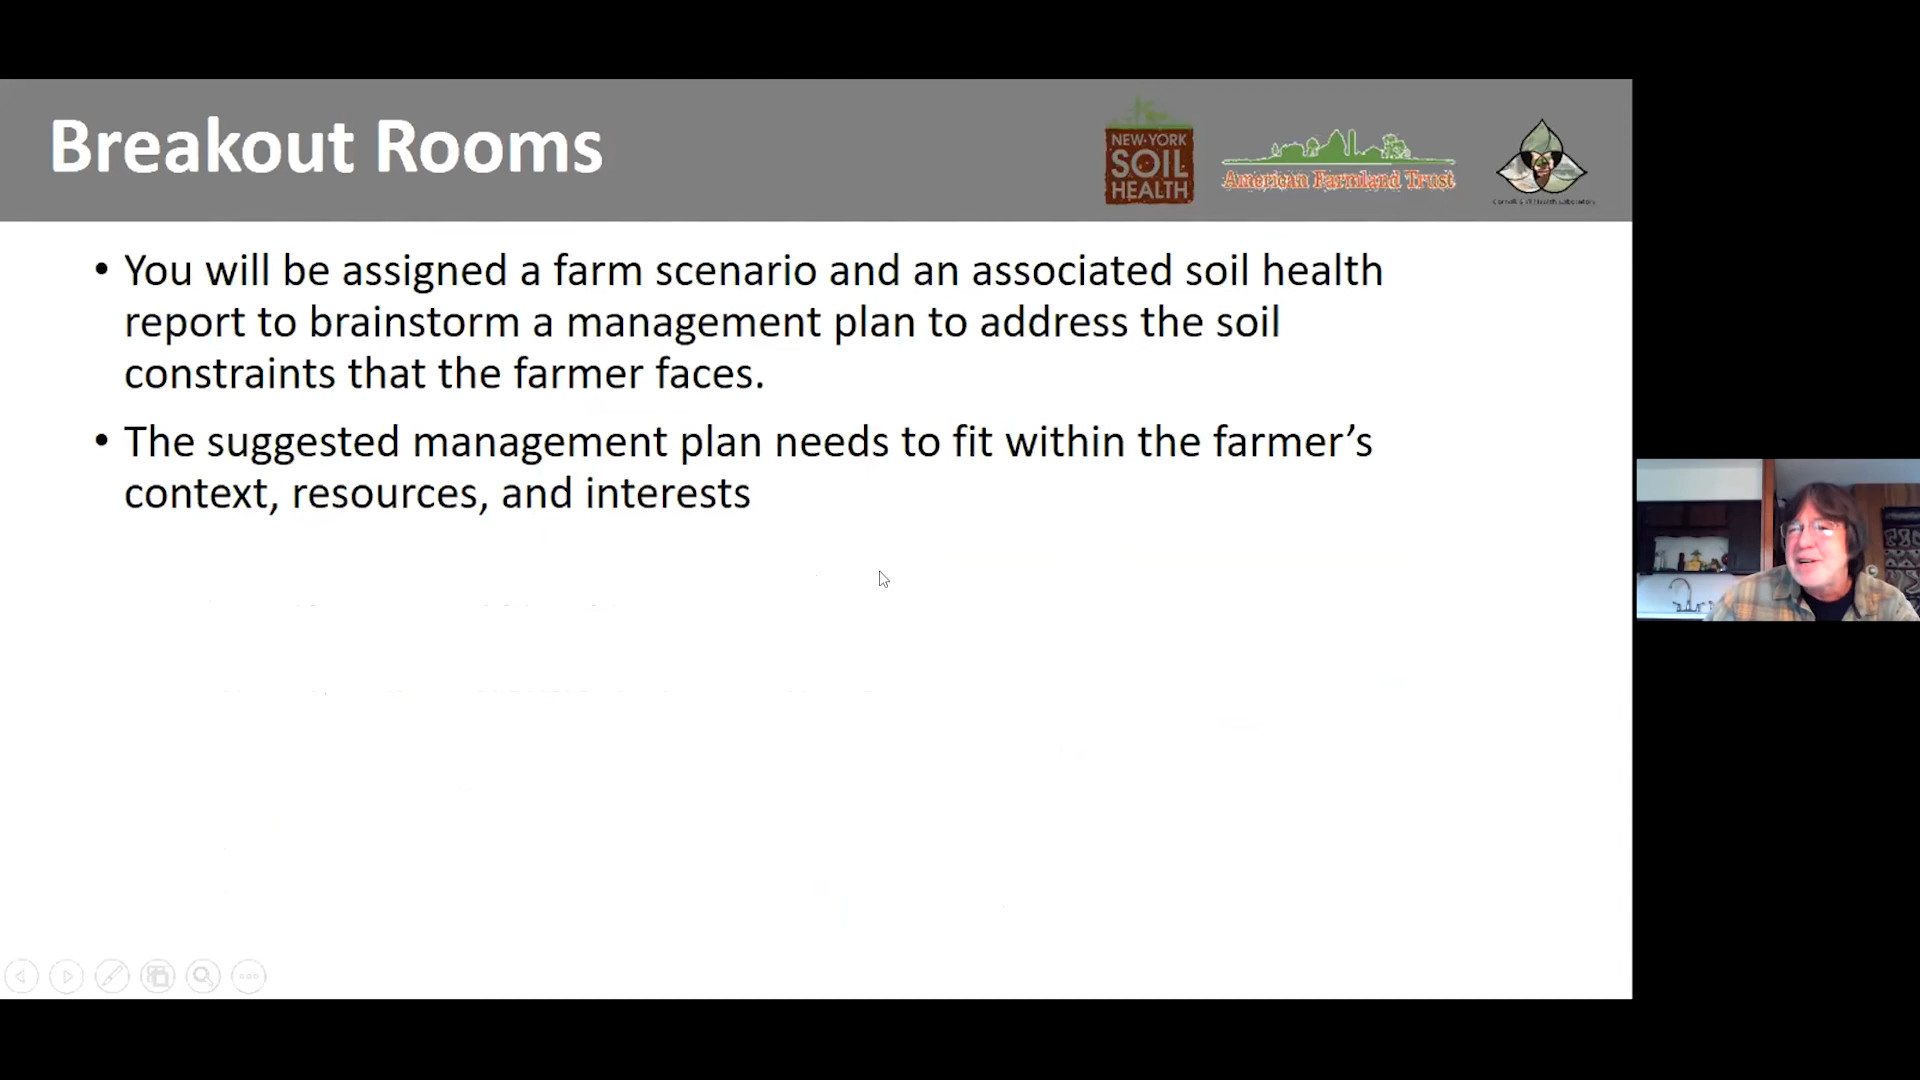 Breakout Rooms
NEW·YORK
SOIL
HEALTH
American Farmland Trust
• You will be assigned a farm scenario and an associated soil health
report to brainstorm a management plan to address the soil
constraints that the farmer faces.
• The suggested management plan needs to fit within the farmer’s
context, resources, and interests